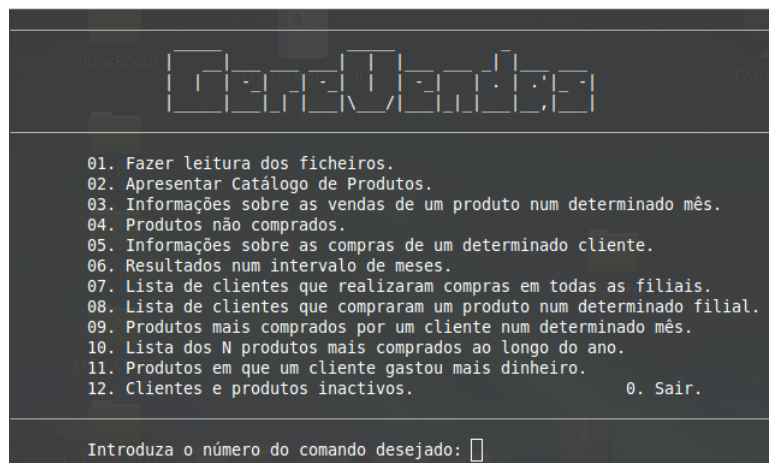 GereVendas
01. Fazer leitura dos ficheiros.
02. Apresentar Catálogo de Produtos.
03. Informações sobre as vendas de um produto num determinado mês.
04. Produtos não comprados.
05. Informações sobre as compras de um determinado cliente.
06. Resultados num intervalo de meses.
07. Lista de clientes que realizaram compras em todas as filiais.
08. Lista de clientes que compraram um produto num determinado filial.
09. Produtos mais comprados por um cliente num determinado mês.
10. Lista dos N produtos mais comprados ao longo do ano.
11. Produtos em que um cliente gastou mais dinheiro.
12. Clientes e produtos inactivos. 0. Sair.
Introduza o número do comando desejado: